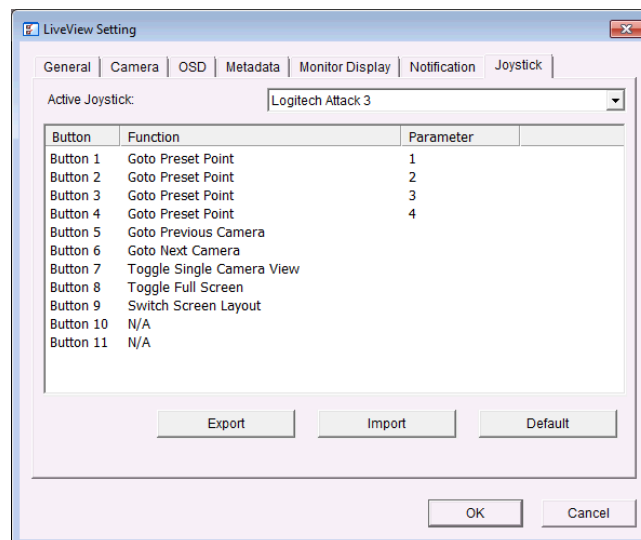 LiveView Setting
General Camera OSD Metadata Monitor Display Notification Joystick
Active Joystick: Logitech Attack 3
Button Function Parameter
Button 1 Goto Preset Point 1
Button 2 Goto Preset Point 2
Button 3 Goto Preset Point 3
Button 4 Goto Preset Point 4
Button 5 Goto Previous Camera
Button 6 Goto Next Camera
Button 7 Toggle Single Camera View
Button 8 Toggle Full Screen
Button 9 Switch Screen Layout
Button 10 N/A
Button 11 N/A
Export Import Default
OK Cancel